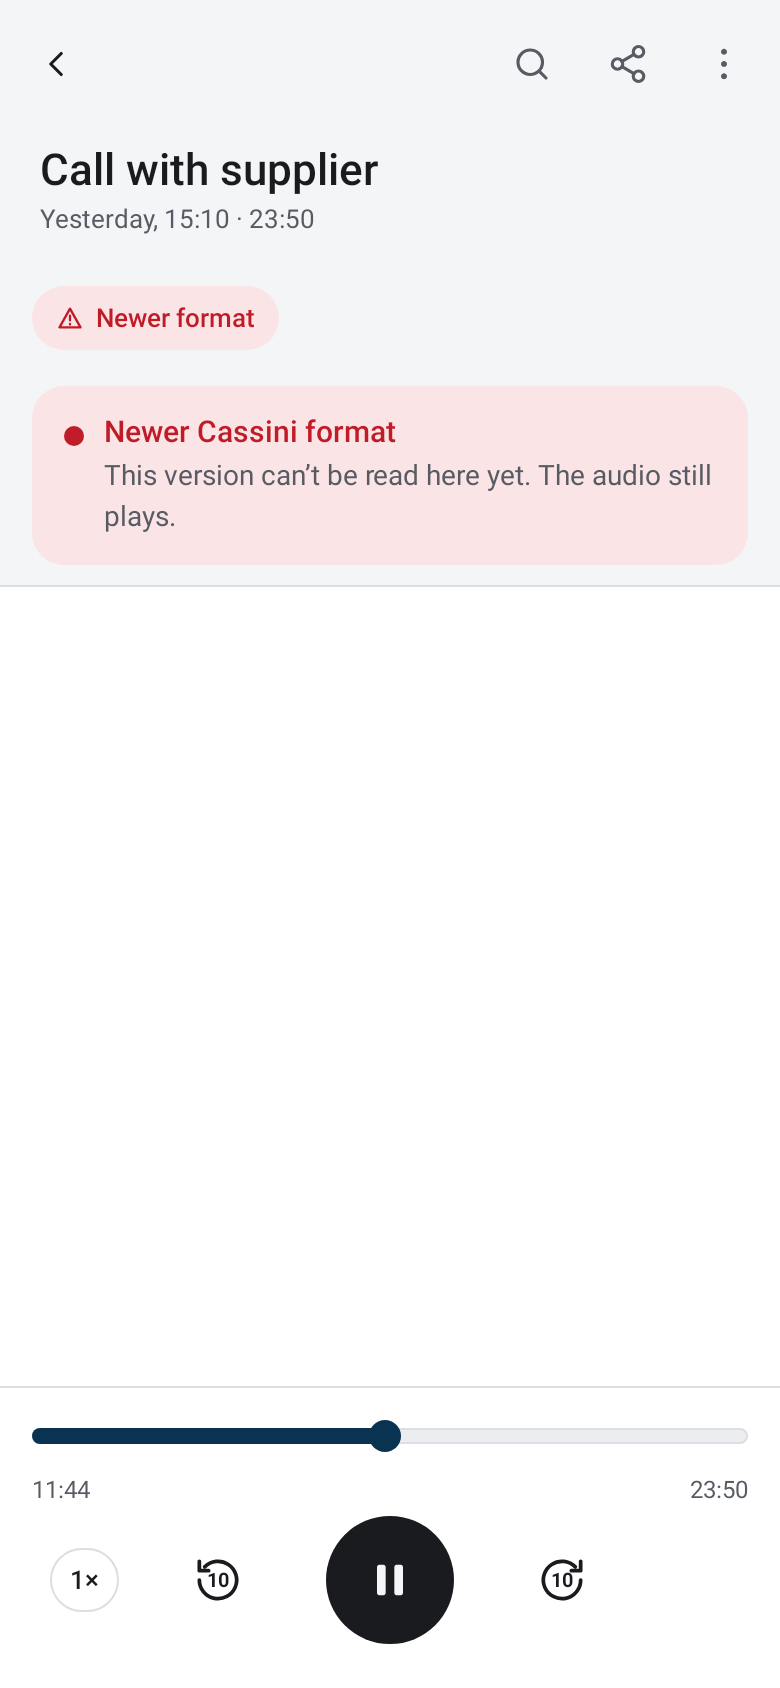 Call with supplier
Yesterday, 15:10 · 23:50
Newer format
Newer Cassini format
This version can’t be read here yet. The audio still
plays.
11:44
23:50
1×
10
10